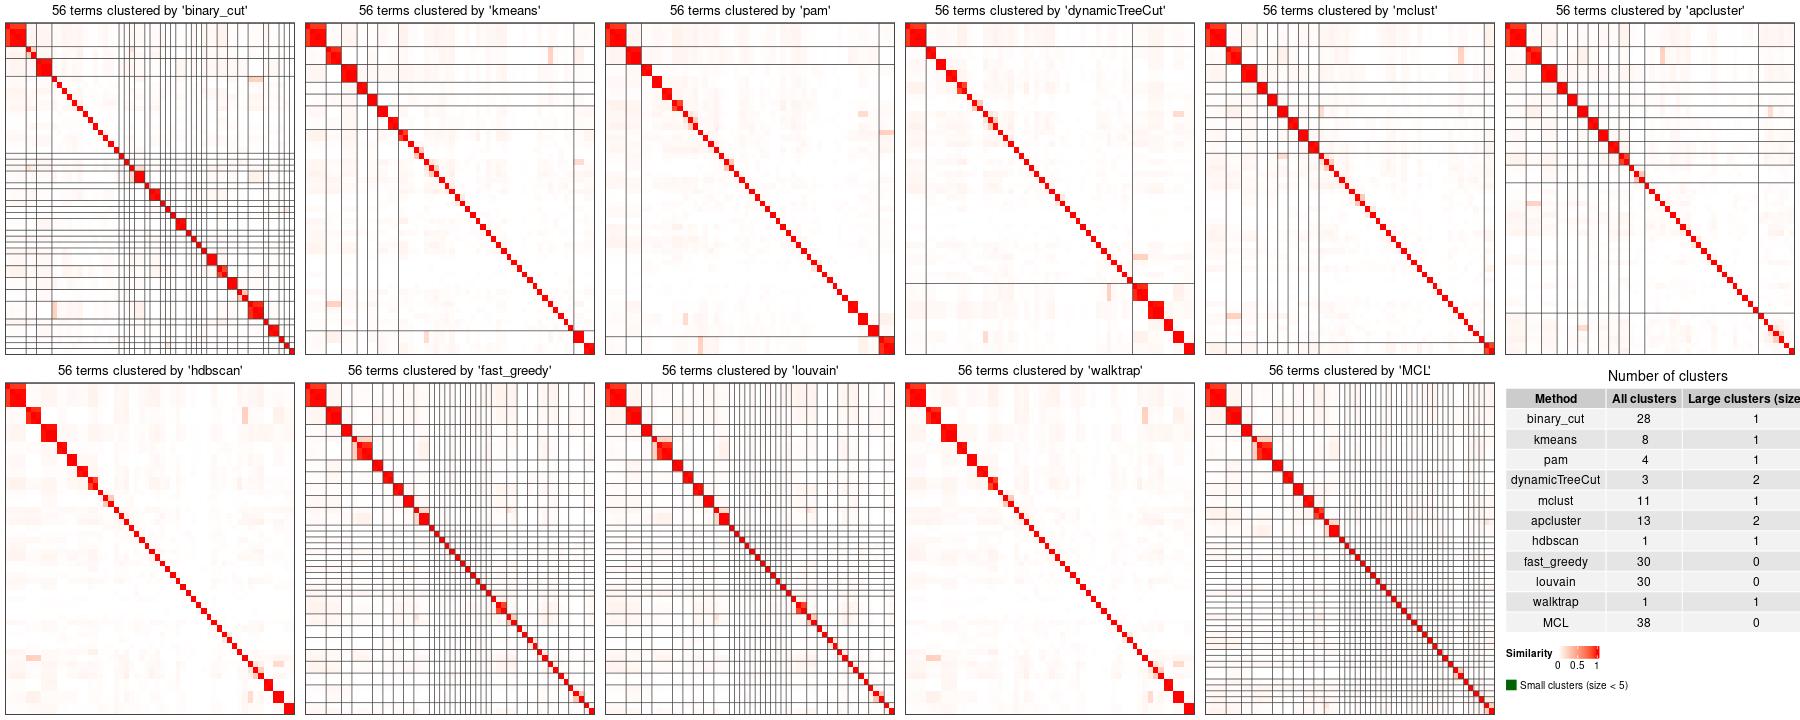 56 terms clustered by 'binary_cut'
56 terms clustered by 'kmeans'
56 terms clustered by 'pam'
56 terms clustered by 'dynamicTreeCut'
56 terms clustered by 'mclust'
56 terms clustered by 'apcluster'
56 terms clustered by 'hdbscan'
56 terms clustered by 'fast_greedy'
56 terms clustered by 'louvain'
56 terms clustered by 'walktrap'
56 terms clustered by 'MCL'
Number of clusters
Method All clusters Large clusters (size
binary_cut 28 1
kmeans 8 1
pam 4 1
dynamicTreeCut 3 2
mclust 11 1
apcluster 13 2
hdbscan 1 1
fast_greedy 30 0
louvain 30 0
walktrap 1 1
MCL 38 0
Similarity
0 0.5 1
Small clusters (size < 5)